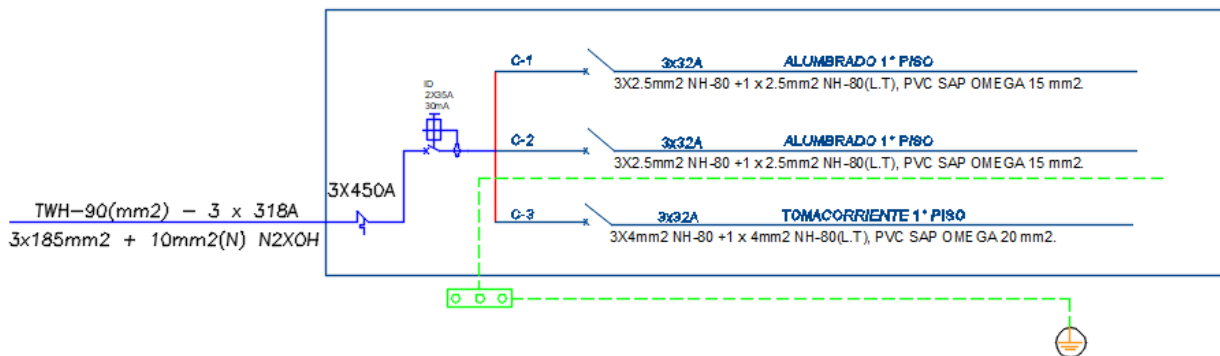 TWH-90(mm2) - 3 x 318A
3x185mm2 + 10mm2(N) N2XOH
3X450A
ID
2X35A
30mA
C-1
3x32A
ALUMBRADO 1° PISO
3X2.5mm2 NH-80 +1 x 2.5mm2 NH-80(L.T), PVC SAP OMEGA 15 mm2.
C-2
3x32A
ALUMBRADO 1° PISO
3X2.5mm2 NH-80 +1 x 2.5mm2 NH-80(L.T), PVC SAP OMEGA 15 mm2.
C-3
3x32A
TOMACORRIENTE 1° PISO
3X4mm2 NH-80 +1 x 4mm2 NH-80(L.T), PVC SAP OMEGA 20 mm2.